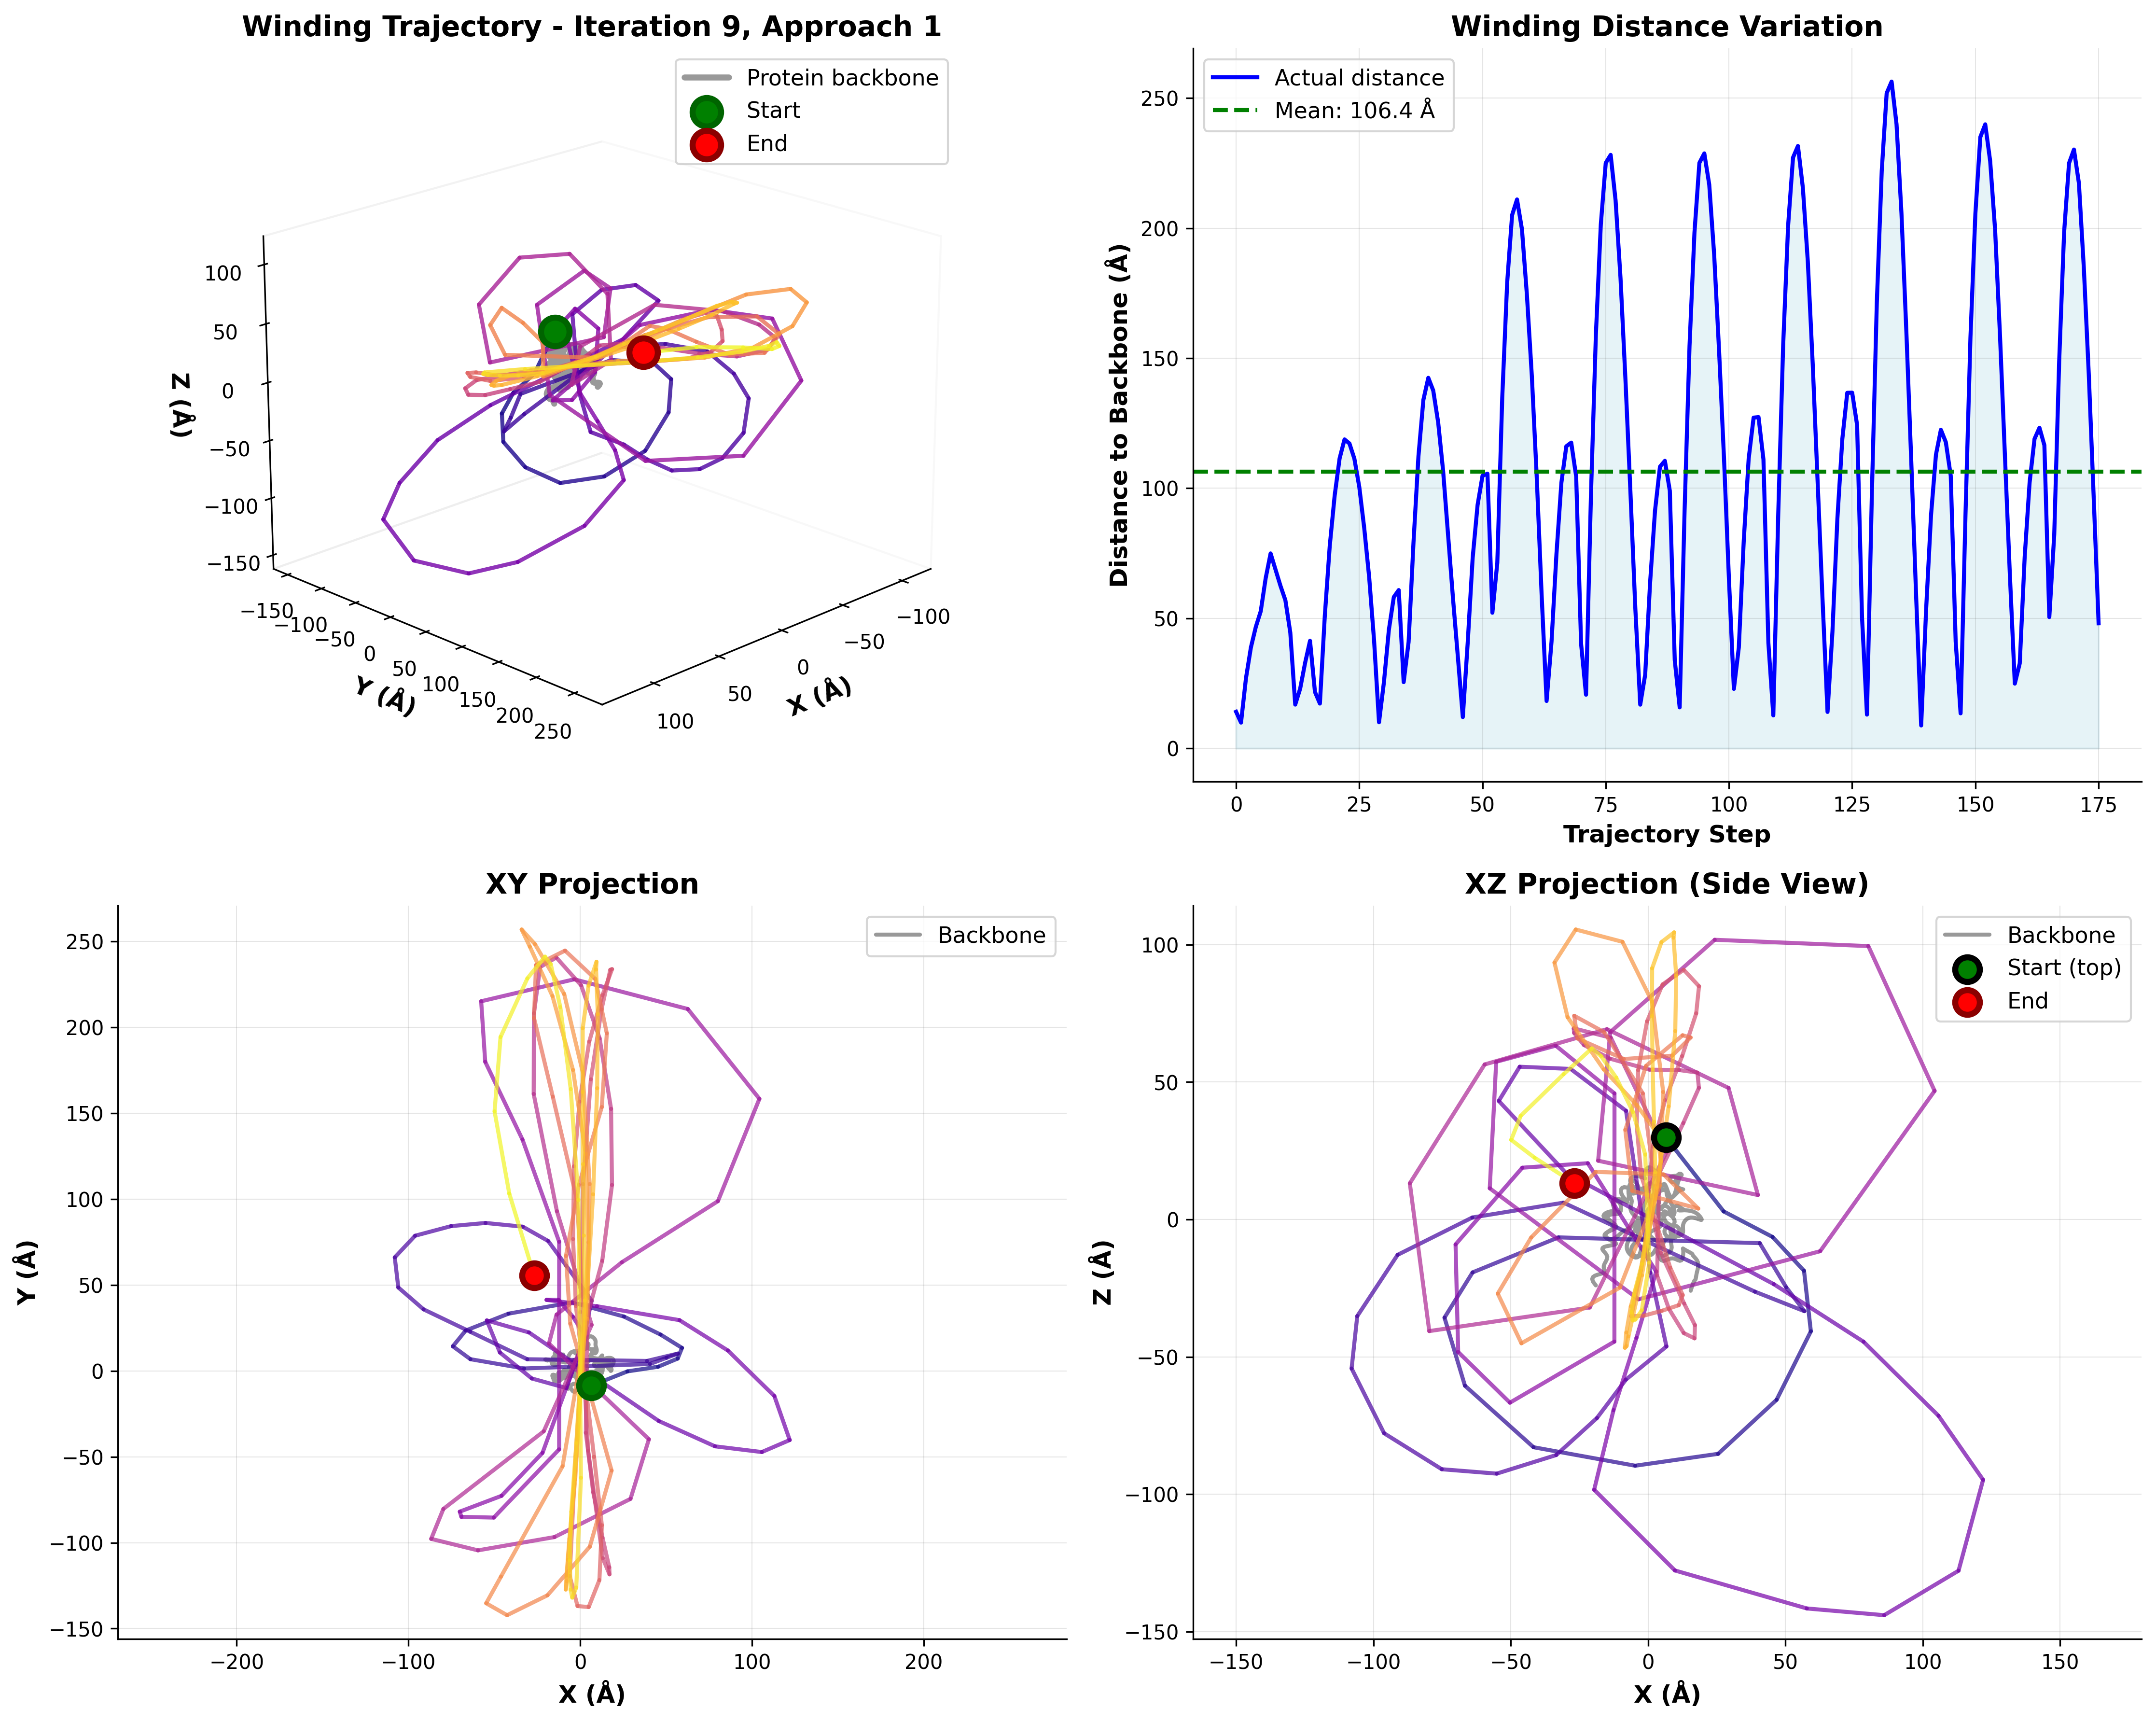 Winding Trajectory - Iteration 9, Approach 1
Protein backbone
Start
End
100
50
0
−50
−100
−150
Z (Å)
−150
−100
−50
0
50
100
150
200
250
Y (Å)
100
50
0
−50
−100
X (Å)
Winding Distance Variation
Actual distance
Mean: 106.4 Å
250
200
150
100
50
0
Distance to Backbone (Å)
0 25 50 75 100 125 150 175
Trajectory Step
XY Projection
Backbone
250
200
150
100
50
0
−50
−100
−150
Y (Å)
−200 −100 0 100 200
X (Å)
XZ Projection (Side View)
Backbone
Start (top)
End
100
50
0
−50
−100
−150
Z (Å)
−150 −100 −50 0 50 100 150
X (Å)